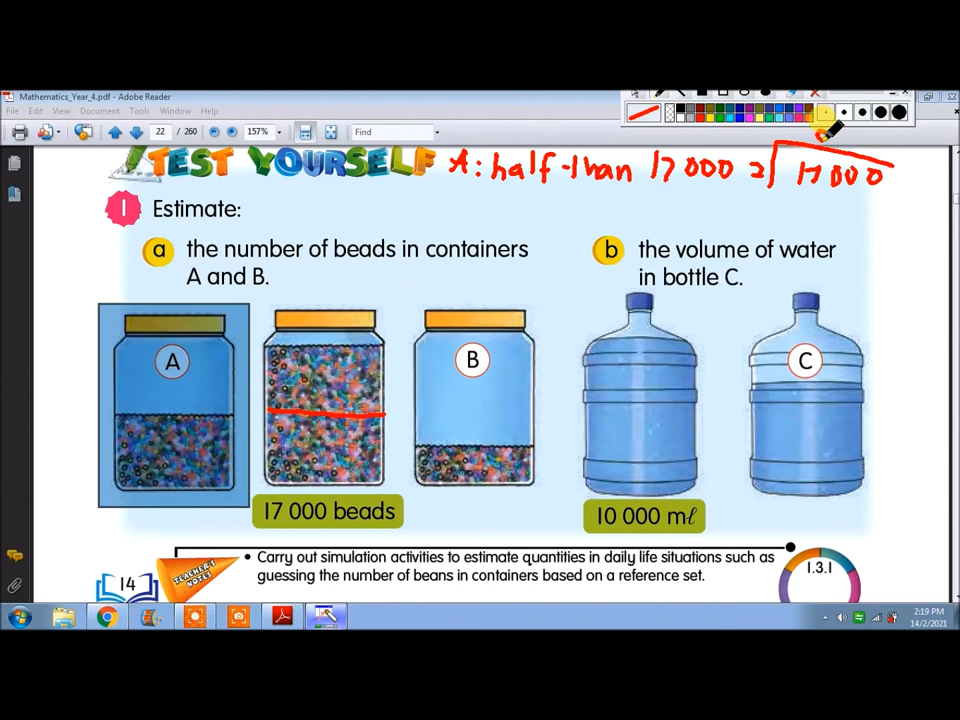 Mathematics_Year_4.pdf - Adobe Reader
File Edit View Document Tools Window Help
22 / 260 157% Find
TEST YOURSELF A: half than 17 000 2 17 000
1 Estimate:
a the number of beads in containers
A and B.
b the volume of water
in bottle C.
A B C
17 000 beads
10 000 mℓ
TEACHER'S NOTES
• Carry out simulation activities to estimate quantities in daily life situations such as
guessing the number of beans in containers based on a reference set.
14
1.3.1
2:19 PM
14/2/2021